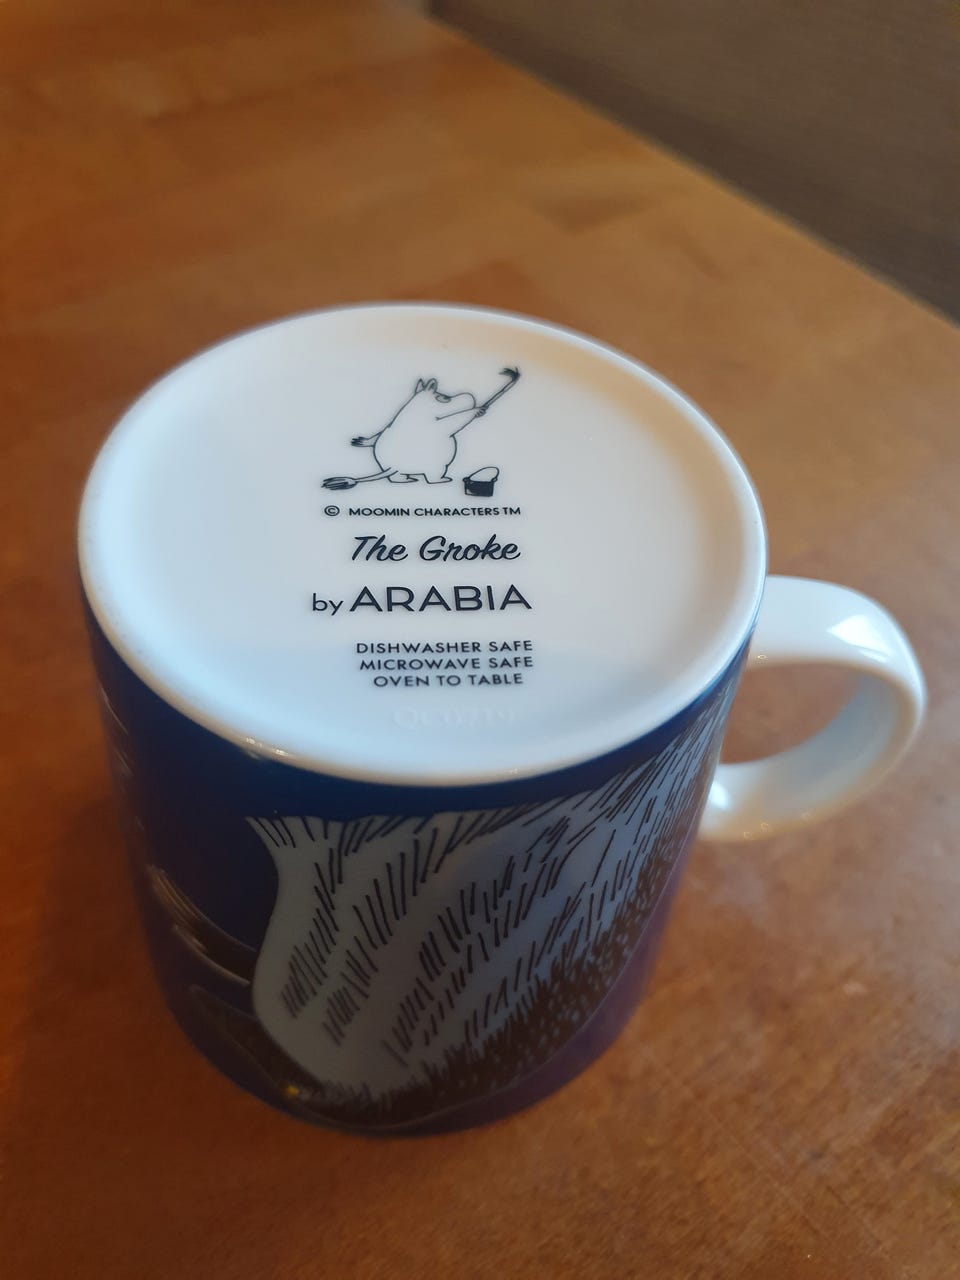 © MOOMIN CHARACTERS TM
The Groke
by ARABIA
DISHWASHER SAFE
MICROWAVE SAFE
OVEN TO TABLE